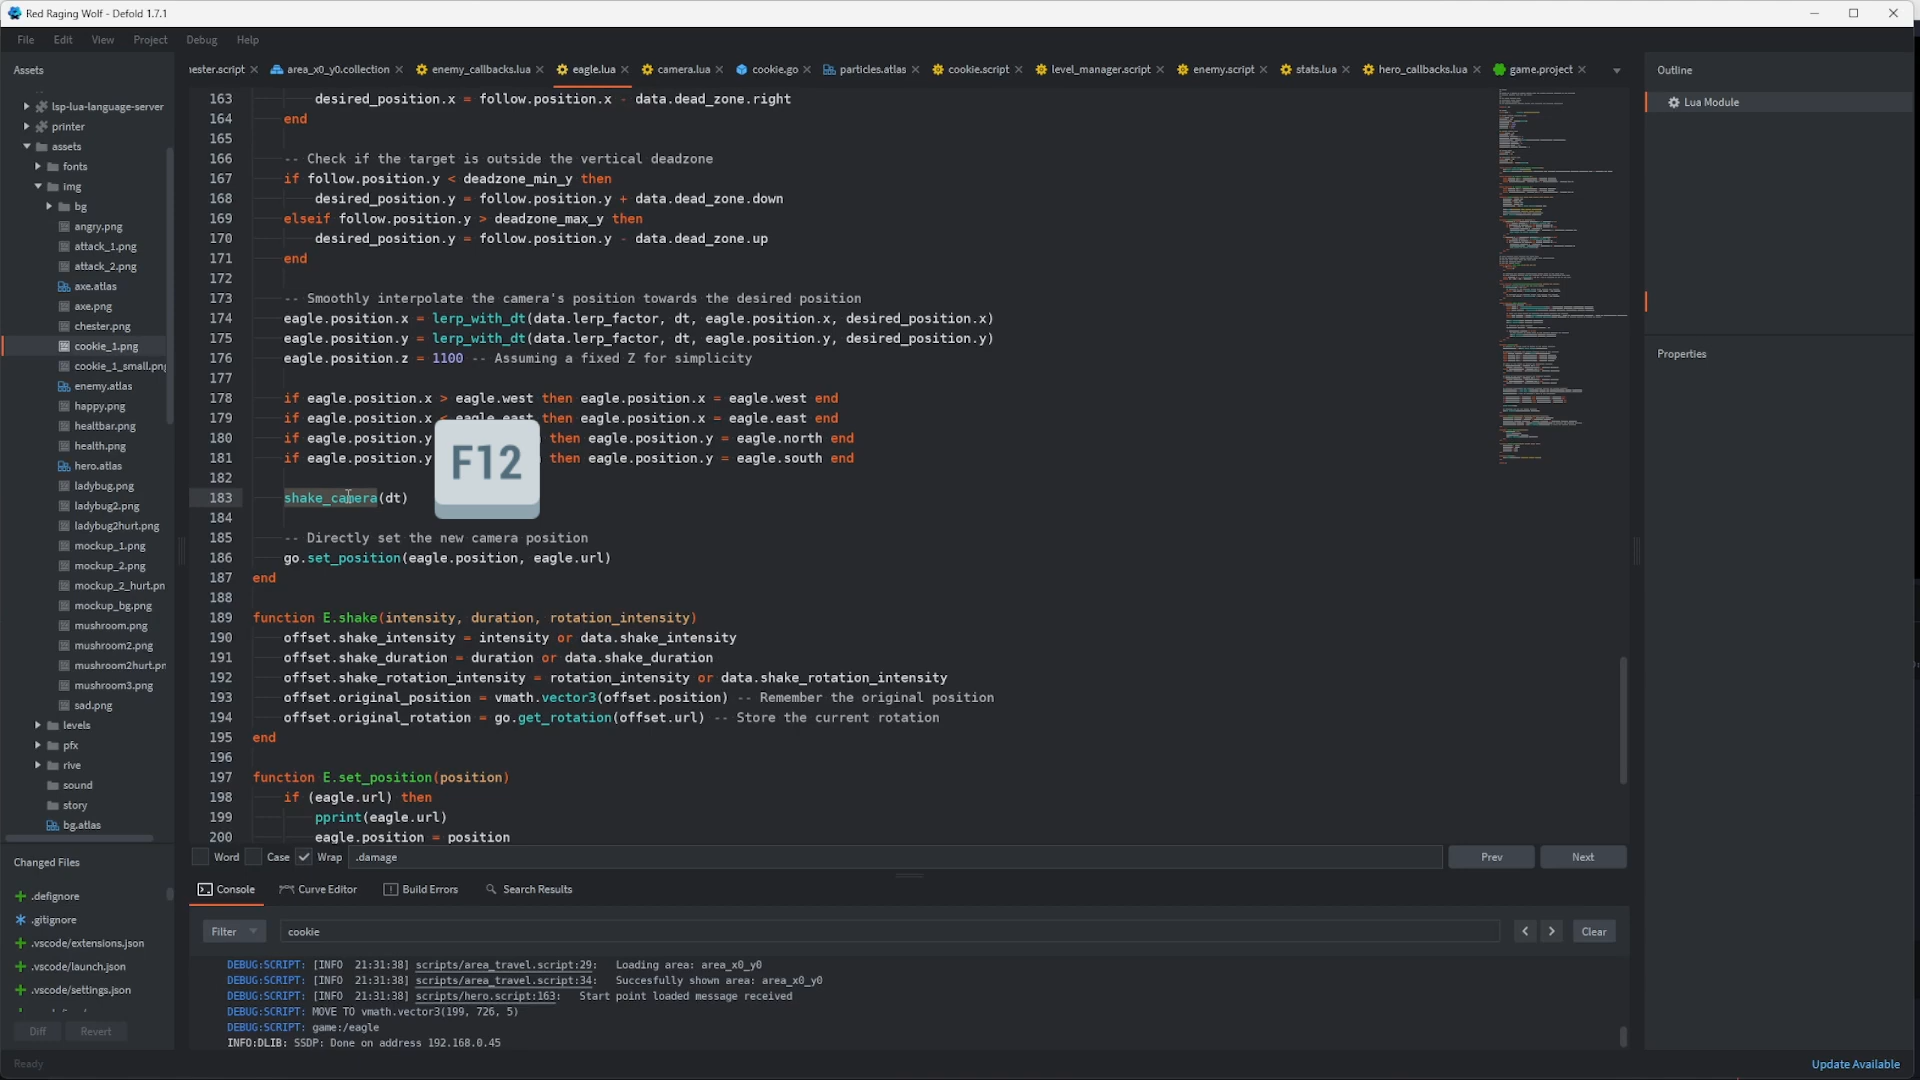 Red Raging Wolf - Defold 1.7.1
File Edit View Project Debug Help
Assets
lsp-lua-language-server
printer
assets
fonts
img
bg
angry.png
attack_1.png
attack_2.png
axe.atlas
axe.png
chester.png
cookie_1.png
cookie_1_small.png
enemy.atlas
happy.png
healtbar.png
health.png
hero.atlas
ladybug.png
ladybug2.png
ladybug2hurt.png
mockup_1.png
mockup_2.png
mockup_2_hurt.pn
mockup_bg.png
mushroom.png
mushroom2.png
mushroom2hurt.pr
mushroom3.png
sad.png
levels
pfx
rive
sound
story
bg.atlas
Changed Files
.defignore
.gitignore
.vscode/extensions.json
.vscode/launch.json
.vscode/settings.json
Diff Revert
Ready
ester.script area_x0_y0.collection enemy_callbacks.lua eagle.lua camera.lua cookie.go particles.atlas cookie.script level_manager.script enemy.script stats.lua hero_callbacks.lua game.project
163 desired_position.x = follow.position.x - data.dead_zone.right
164 end
165
166 -- Check if the target is outside the vertical deadzone
167 if follow.position.y < deadzone_min_y then
168 desired_position.y = follow.position.y + data.dead_zone.down
169 elseif follow.position.y > deadzone_max_y then
170 desired_position.y = follow.position.y - data.dead_zone.up
171 end
172
173 -- Smoothly interpolate the camera's position towards the desired position
174 eagle.position.x = lerp_with_dt(data.lerp_factor, dt, eagle.position.x, desired_position.x)
175 eagle.position.y = lerp_with_dt(data.lerp_factor, dt, eagle.position.y, desired_position.y)
176 eagle.position.z = 1100 -- Assuming a fixed Z for simplicity
177
178 if eagle.position.x > eagle.west then eagle.position.x = eagle.west end
179 if eagle.position.x < eagle.east then eagle.position.x = eagle.east end
180 if eagle.position.y then eagle.position.y = eagle.north end
181 if eagle.position.y then eagle.position.y = eagle.south end
F12
182
183 shake_camera(dt)
184
185 -- Directly set the new camera position
186 go.set_position(eagle.position, eagle.url)
187 end
188
189 function E.shake(intensity, duration, rotation_intensity)
190 offset.shake_intensity = intensity or data.shake_intensity
191 offset.shake_duration = duration or data.shake_duration
192 offset.shake_rotation_intensity = rotation_intensity or data.shake_rotation_intensity
193 offset.original_position = vmath.vector3(offset.position) -- Remember the original position
194 offset.original_rotation = go.get_rotation(offset.url) -- Store the current rotation
195 end
196
197 function E.set_position(position)
198 if (eagle.url) then
199 pprint(eagle.url)
200 eagle.position = position
Word Case Wrap .damage Prev Next
Console Curve Editor Build Errors Search Results
Filter cookie Clear
DEBUG:SCRIPT: [INFO 21:31:38] scripts/area_travel.script:29: Loading area: area_x0_y0
DEBUG:SCRIPT: [INFO 21:31:38] scripts/area_travel.script:34: Succesfully shown area: area_x0_y0
DEBUG:SCRIPT: [INFO 21:31:38] scripts/hero.script:163: Start point loaded message received
DEBUG:SCRIPT: MOVE TO vmath.vector3(199, 726, 5)
DEBUG:SCRIPT: game:/eagle
INFO:DLIB: SSDP: Done on address 192.168.0.45
Outline
Lua Module
Properties
Update Available